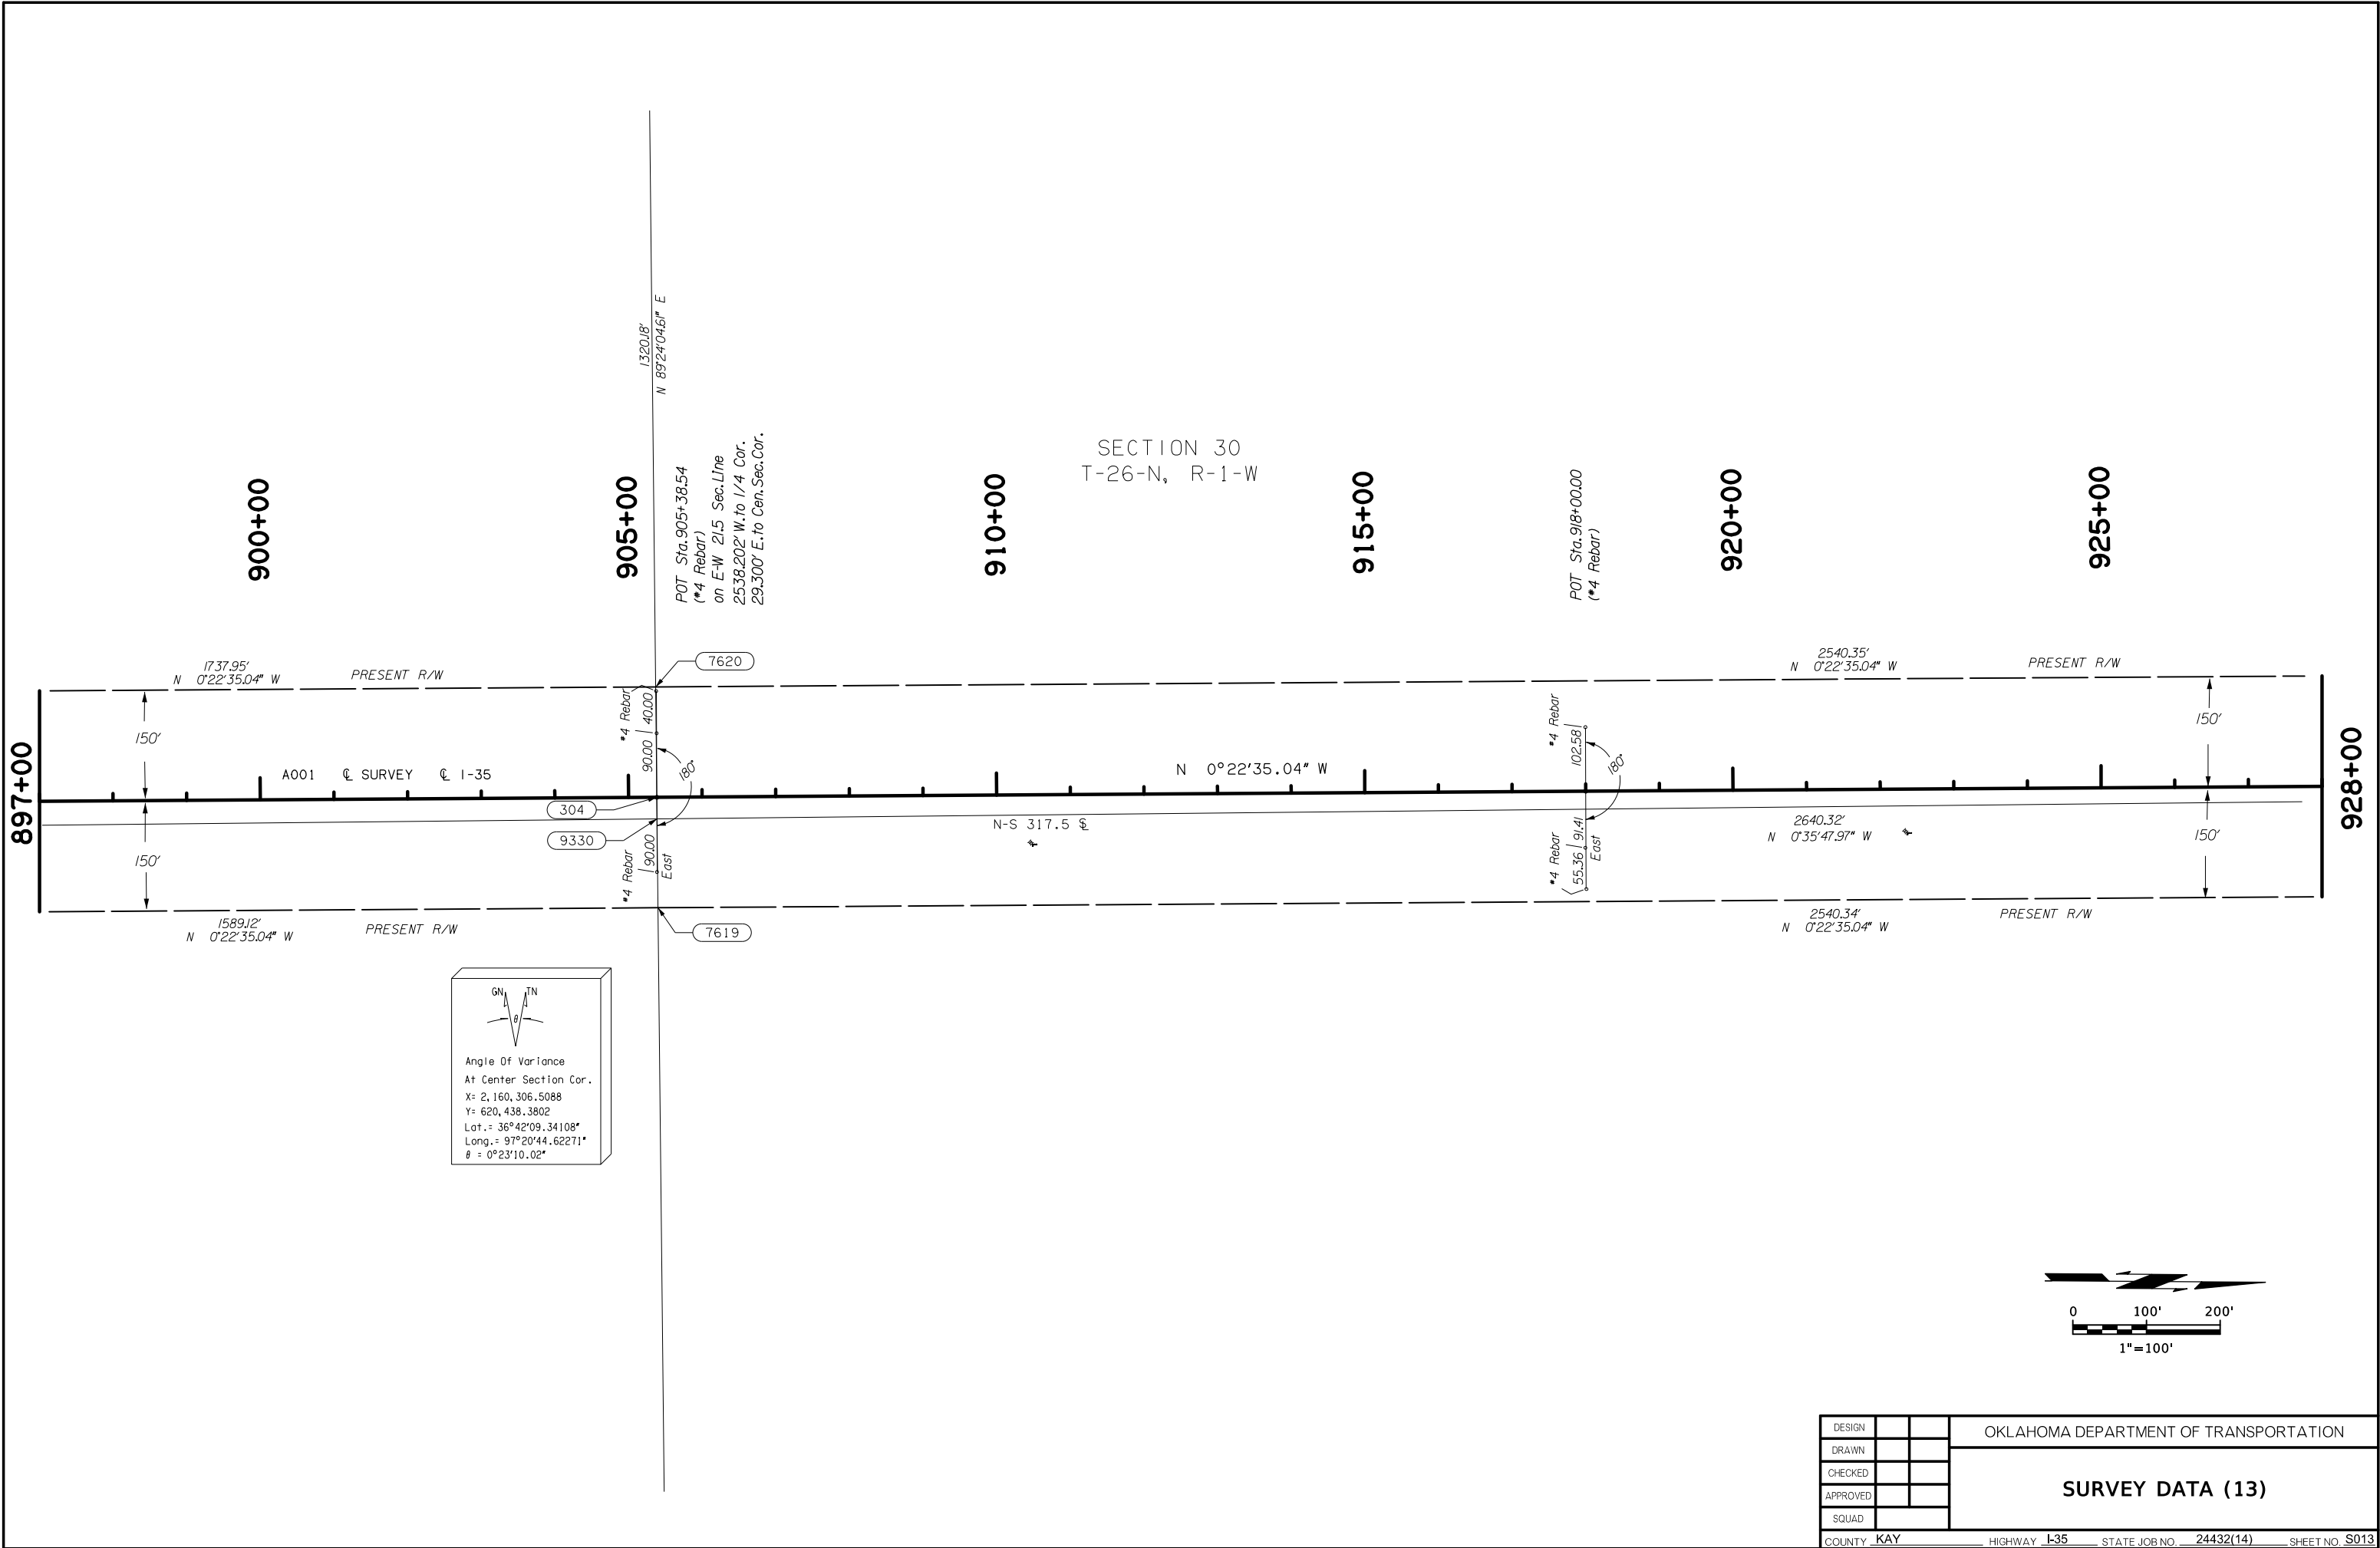 1320.18'
N 89°24'04.61" E
SECTION 30
T-26-N, R-1-W
900+00
905+00
POT Sta. 905+38.54
(#4 Rebar)
on E-W 21.5 Sec. Line
2538.202' W. to 1/4 Cor.
29.300' E. to Cen. Sec. Cor.
910+00
915+00
POT Sta. 918+00.00
(#4 Rebar)
920+00
925+00
1737.95'
N 0°22'35.04" W
PRESENT R/W
7620
2540.35'
N 0°22'35.04" W
PRESENT R/W
897+00
150'
#4 Rebar
90.00
40.00
180°
#4 Rebar
102.58
180°
150'
928+00
A001 ℄ SURVEY ℄ I-35
N 0°22'35.04" W
304
9330
N-S 317.5 ℄
2640.32'
N 0°35'47.97" W
150'
#4 Rebar
90.00
East
#4 Rebar
55.36
91.41
East
150'
1589.12'
N 0°22'35.04" W
PRESENT R/W
7619
2540.34'
N 0°22'35.04" W
PRESENT R/W
GN TN
θ
Angle Of Variance
At Center Section Cor.
X= 2,160,306.5088
Y= 620,438.3802
Lat.= 36°42'09.34108"
Long.= 97°20'44.62271"
θ = 0°23'10.02"
0 100' 200'
1"=100'
DESIGN
DRAWN
CHECKED
APPROVED
SQUAD
OKLAHOMA DEPARTMENT OF TRANSPORTATION
SURVEY DATA (13)
COUNTY KAY HIGHWAY I-35 STATE JOB NO. 24432(14) SHEET NO. S013